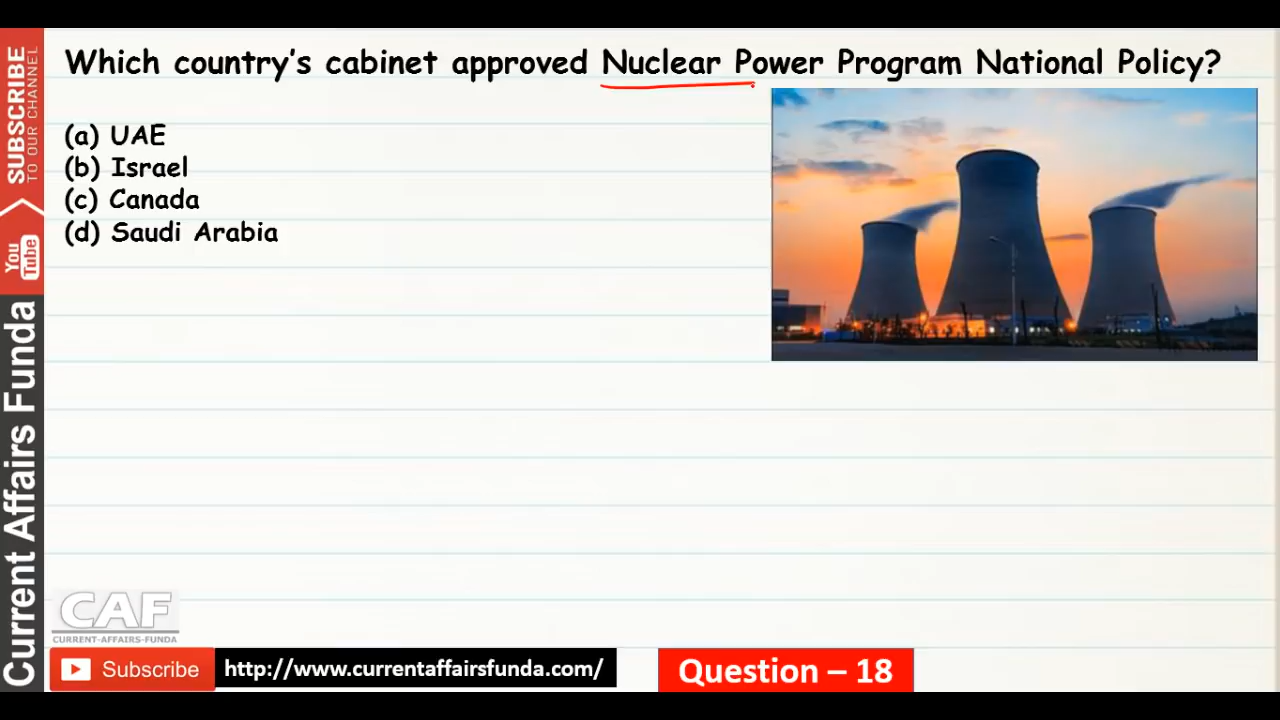 Which country's cabinet approved Nuclear Power Program National Policy?
(a) UAE
(b) Israel
(c) Canada
(d) Saudi Arabia
SUBSCRIBE
TO OUR CHANNEL
You
Tube
Current Affairs Funda
CAF
CURRENT-AFFAIRS-FUNDA
Subscribe
http://www.currentaffairsfunda.com/
Question – 18